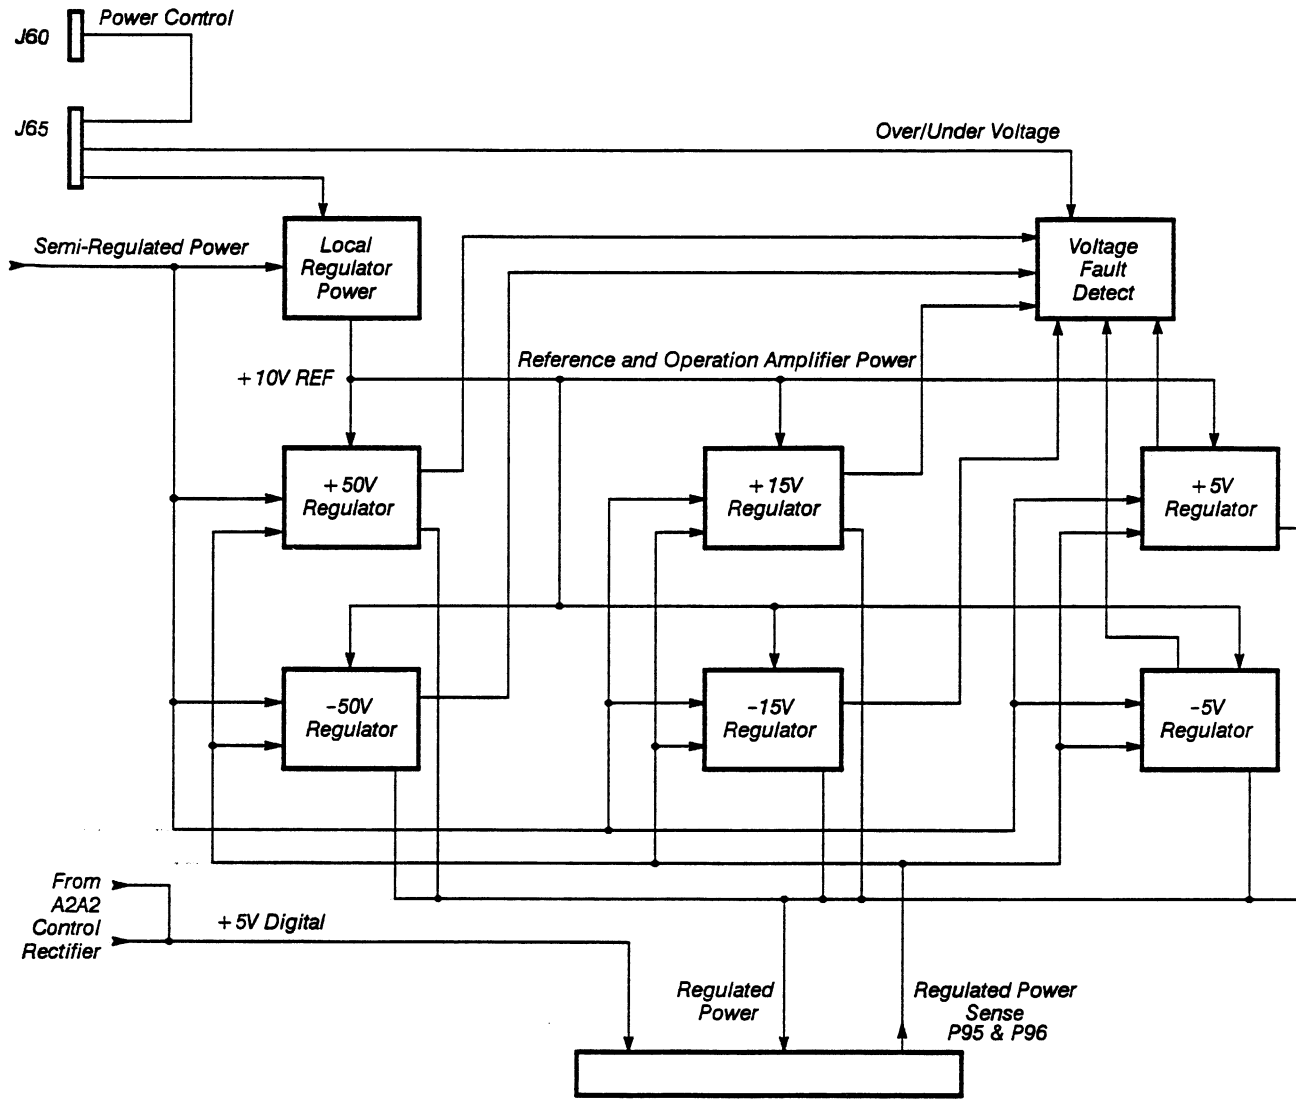 Power Control
J60
J65
Over/Under Voltage
Semi-Regulated Power
Local
Regulator
Power
Voltage
Fault
Detect
Reference and Operation Amplifier Power
+10V REF
+50V
Regulator
+15V
Regulator
+5V
Regulator
-50V
Regulator
-15V
Regulator
-5V
Regulator
From
A2A2
Control
Rectifier
+5V Digital
Regulated
Power
Regulated Power
Sense
P95 & P96